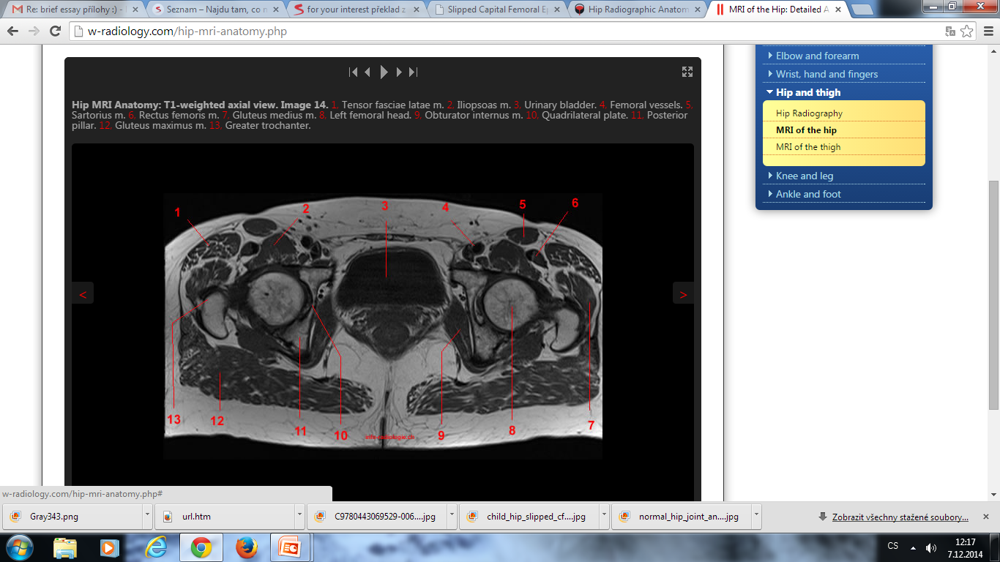 Re: brief essay přílohy :) -
Seznam – Najdu tam, co n
for your interest překlad z
Slipped Capital Femoral Ep
Hip Radiographic Anatom
MRI of the Hip: Detailed A
w-radiology.com/hip-mri-anatomy.php
Elbow and forearm
Wrist, hand and fingers
Hip and thigh
Hip Radiography
MRI of the hip
MRI of the thigh
Knee and leg
Ankle and foot
Hip MRI Anatomy: T1-weighted axial view. Image 14. 1, Tensor fasciae latae m. 2, Iliopsoas m. 3, Urinary bladder. 4, Femoral vessels. 5,
Sartorius m. 6, Rectus femoris m. 7, Gluteus medius m. 8, Left femoral head. 9, Obturator internus m. 10, Quadrilateral plate. 11, Posterior
pillar. 12, Gluteus maximus m. 13, Greater trochanter.
1
2
3
4
5
6
< >
13
12
11
10
9
8
7
w-radiology.com/hip-mri-anatomy.php#
Gray343.png
url.htm
C9780443069529-006....jpg
child_hip_slipped_cf....jpg
normal_hip_joint_an....jpg
Zobrazit všechny stažené soubory...
CS
12:17
7.12.2014